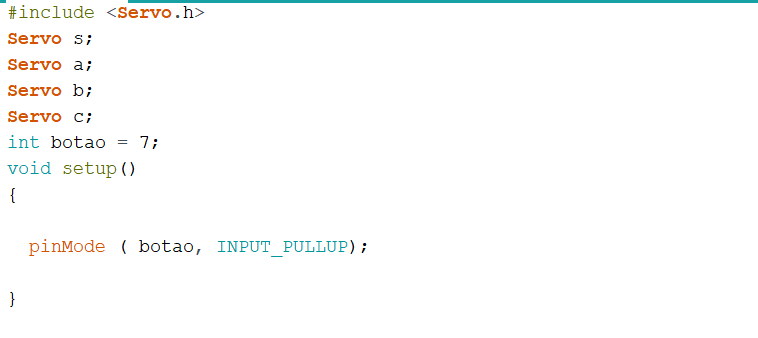 #include <Servo.h>
Servo s;
Servo a;
Servo b;
Servo c;
int botao = 7;
void setup()
{
pinMode ( botao, INPUT_PULLUP);
}